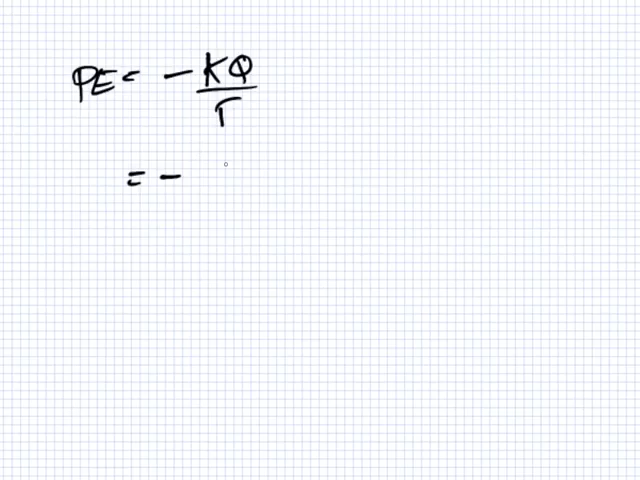 PE = - KQ/r
= -